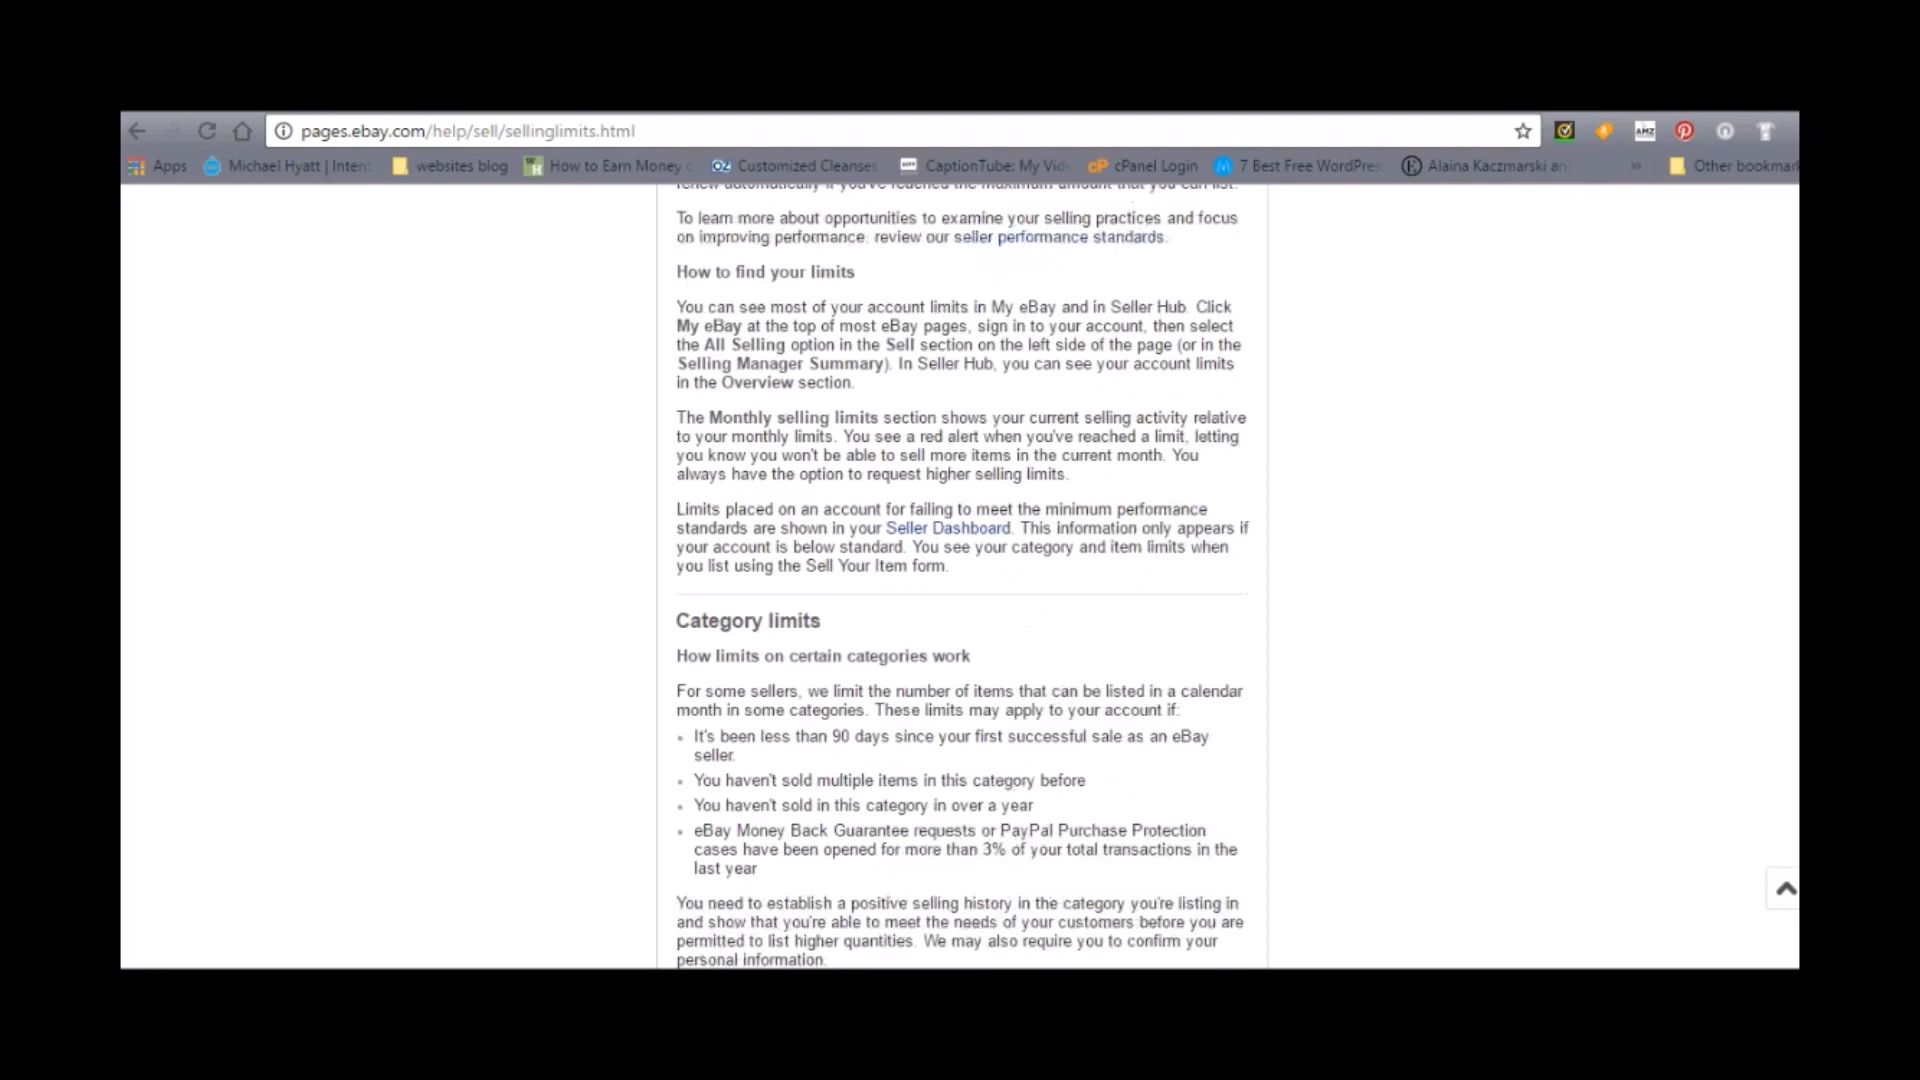 pages.ebay.com/help/sell/sellinglimits.html
AMZ
Apps Michael Hyatt | Inten websites blog How to Earn Money o Customized Cleanses CaptionTube: My Vid cP cPanel Login 7 Best Free WordPres Alaina Kaczmarski an » Other bookmark
renew automatically if you've reached the maximum amount that you can list.
To learn more about opportunities to examine your selling practices and focus
on improving performance, review our seller performance standards.
How to find your limits
You can see most of your account limits in My eBay and in Seller Hub. Click
My eBay at the top of most eBay pages, sign in to your account, then select
the All Selling option in the Sell section on the left side of the page (or in the
Selling Manager Summary). In Seller Hub, you can see your account limits
in the Overview section.
The Monthly selling limits section shows your current selling activity relative
to your monthly limits. You see a red alert when you've reached a limit, letting
you know you won't be able to sell more items in the current month. You
always have the option to request higher selling limits.
Limits placed on an account for failing to meet the minimum performance
standards are shown in your Seller Dashboard. This information only appears if
your account is below standard. You see your category and item limits when
you list using the Sell Your Item form.
Category limits
How limits on certain categories work
For some sellers, we limit the number of items that can be listed in a calendar
month in some categories. These limits may apply to your account if:
It's been less than 90 days since your first successful sale as an eBay
seller.
You haven't sold multiple items in this category before
You haven't sold in this category in over a year
eBay Money Back Guarantee requests or PayPal Purchase Protection
cases have been opened for more than 3% of your total transactions in the
last year
You need to establish a positive selling history in the category you're listing in
and show that you're able to meet the needs of your customers before you are
permitted to list higher quantities. We may also require you to confirm your
personal information.